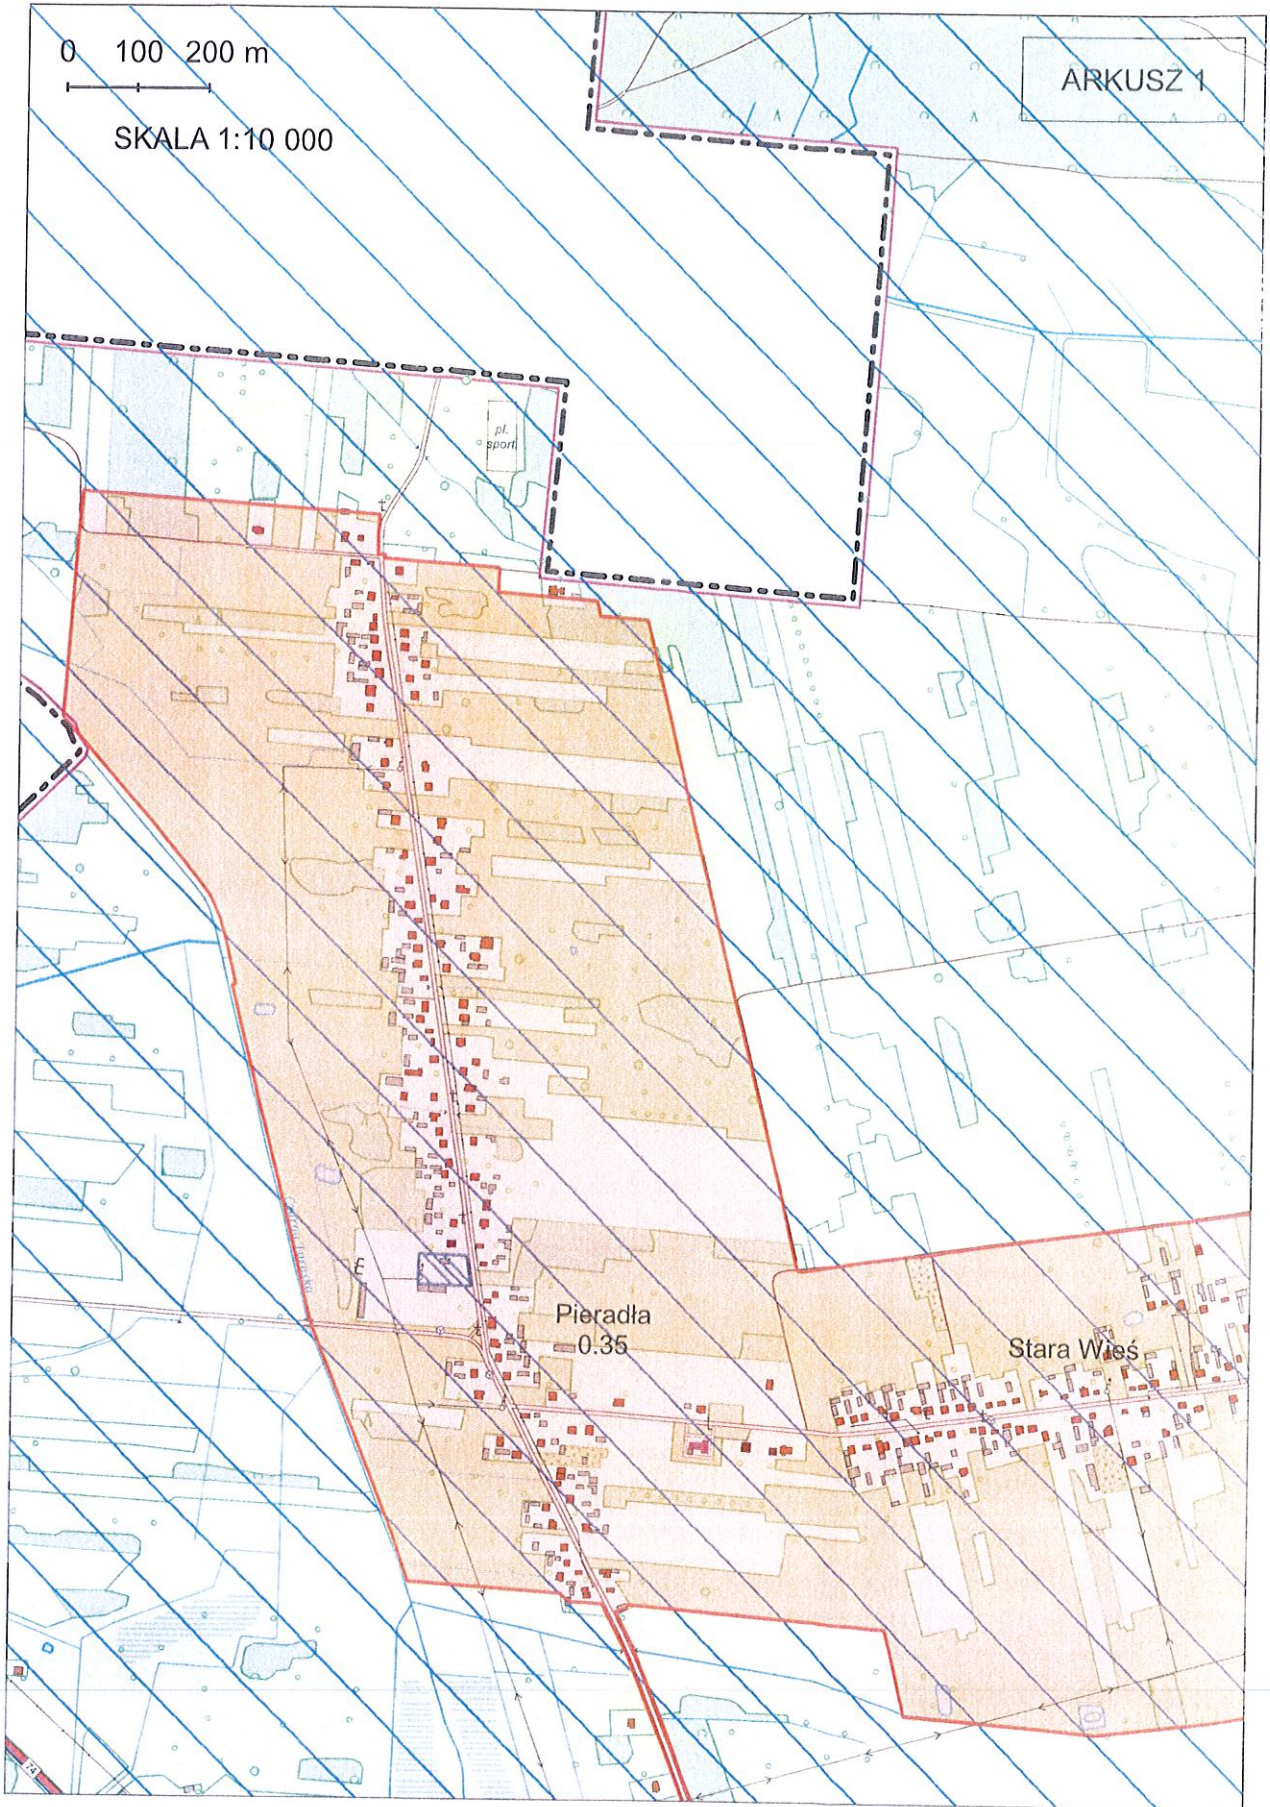 0 100 200 m
SKALA 1:10 000
ARKUSZ 1
pl.
sport.
Pieradła
0.35
Stara Wieś
74